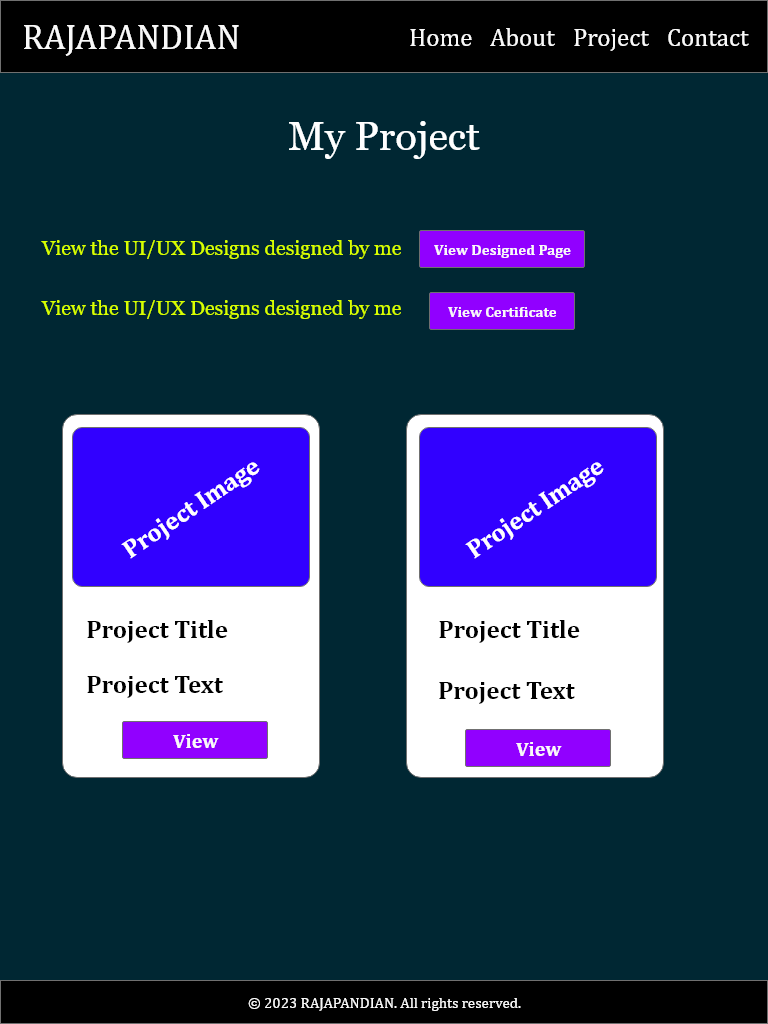 RAJAPANDIAN Home About Project Contact
My Project
View the UI/UX Designs designed by me View Designed Page
View the UI/UX Designs designed by me View Certificate
Project Image
Project Title
Project Text
View
Project Image
Project Title
Project Text
View
© 2023 RAJAPANDIAN. All rights reserved.